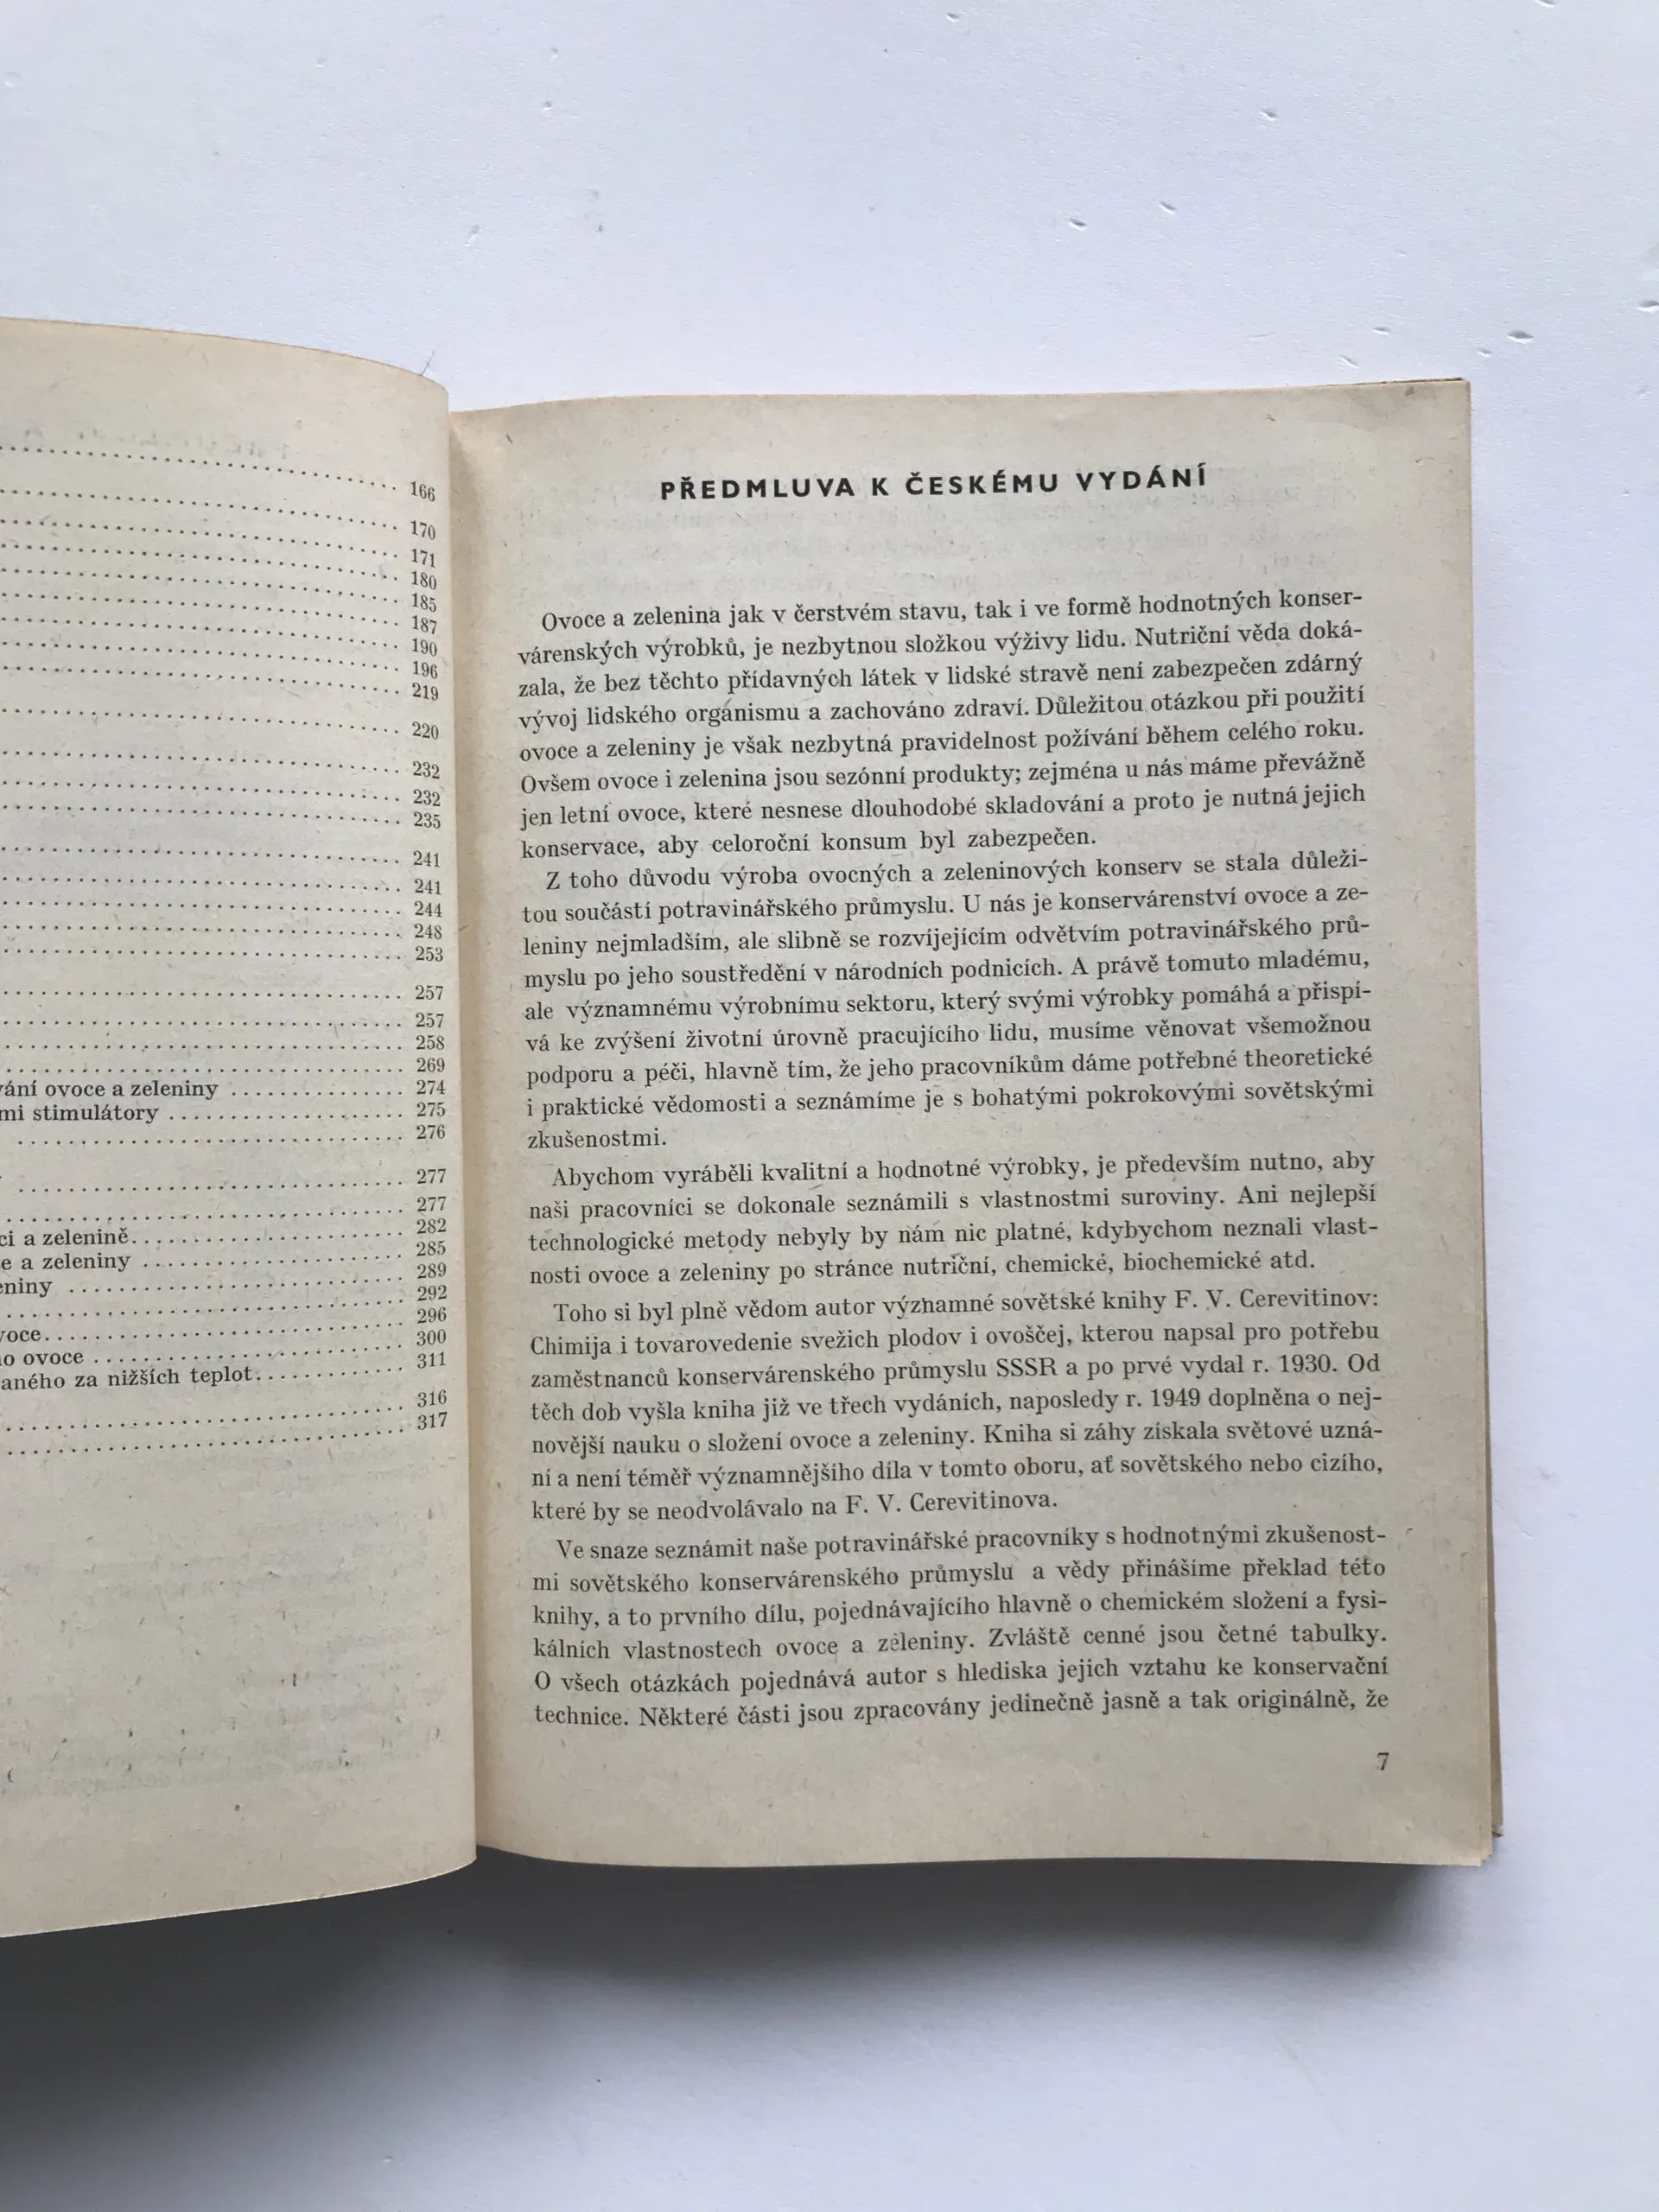 166
170
171
180
185
187
190
196
219
220
232
232
235
241
241
244
248
253
257
257
258
269
vání ovoce a zeleniny 274
mi stimulátory 275
276
277
277
ci a zelenině 282
e a zeleniny 285
eniny 289
292
voce 296
o ovoce 300
aného za nižších teplot 311
316
317
PŘEDMLUVA K ČESKÉMU VYDÁNÍ
Ovoce a zelenina jak v čerstvém stavu, tak i ve formě hodnotných konser-
várenských výrobků, je nezbytnou složkou výživy lidu. Nutriční věda doká-
zala, že bez těchto přídavných látek v lidské stravě není zabezpečen zdárný
vývoj lidského organismu a zachováno zdraví. Důležitou otázkou při použití
ovoce a zeleniny je však nezbytná pravidelnost požívání během celého roku.
Ovšem ovoce i zelenina jsou sezónní produkty; zejména u nás máme převážně
jen letní ovoce, které nesnese dlouhodobé skladování a proto je nutná jejich
konservace, aby celoroční konsum byl zabezpečen.
Z toho důvodu výroba ovocných a zeleninových konserv se stala důleži-
tou součástí potravinářského průmyslu. U nás je konservárenství ovoce a ze-
leniny nejmladším, ale slibně se rozvíjejícím odvětvím potravinářského prů-
myslu po jeho soustředění v národních podnicích. A právě tomuto mladému,
ale významnému výrobnímu sektoru, který svými výrobky pomáhá a přispí-
vá ke zvýšení životní úrovně pracujícího lidu, musíme věnovat všemožnou
podporu a péči, hlavně tím, že jeho pracovníkům dáme potřebné theoretické
i praktické vědomosti a seznámíme je s bohatými pokrokovými sovětskými
zkušenostmi.
Abychom vyráběli kvalitní a hodnotné výrobky, je především nutno, aby
naši pracovníci se dokonale seznámili s vlastnostmi suroviny. Ani nejlepší
technologické metody nebyly by nám nic platné, kdybychom neznali vlast-
nosti ovoce a zeleniny po stránce nutriční, chemické, biochemické atd.
Toho si byl plně vědom autor význmné sovětské knihy F. V. Cerevitinov:
Chimija i tovarovedenie svežich plodov i ovoščej, kterou napsal pro potřebu
zaměstnanců konservárenského průmyslu SSSR a po prvé vydal r. 1930. Od
těch dob vyšla kniha již ve třech vydáních, naposledy r. 1949 doplněna o nej-
novější nauku o složení ovoce a zeleniny. Kniha si záhy získala světové uzná-
ní a není téměř významnějšího díla v tomto oboru, ať sovětského nebo cizího,
které by se neodvolávalo na F. V. Cerevitinova.
Ve snaze seznámit naše potravinářské pracovníky s hodnotnými zkušenost-
mi sovětského konservárenského průmyslu a vědy přinášíme překlad této
knihy, a to prvního dílu, pojednávajícího hlavně o chemickém složení a fysi-
kálních vlastnostech ovoce a zeleniny. Zvláště cenné jsou četné tabulky.
O všech otázkách pojednává autor s hlediska jejich vztahu ke konservační
technice. Některé části jsou zpracovány jedinečně jasně a tak originálně, že
7